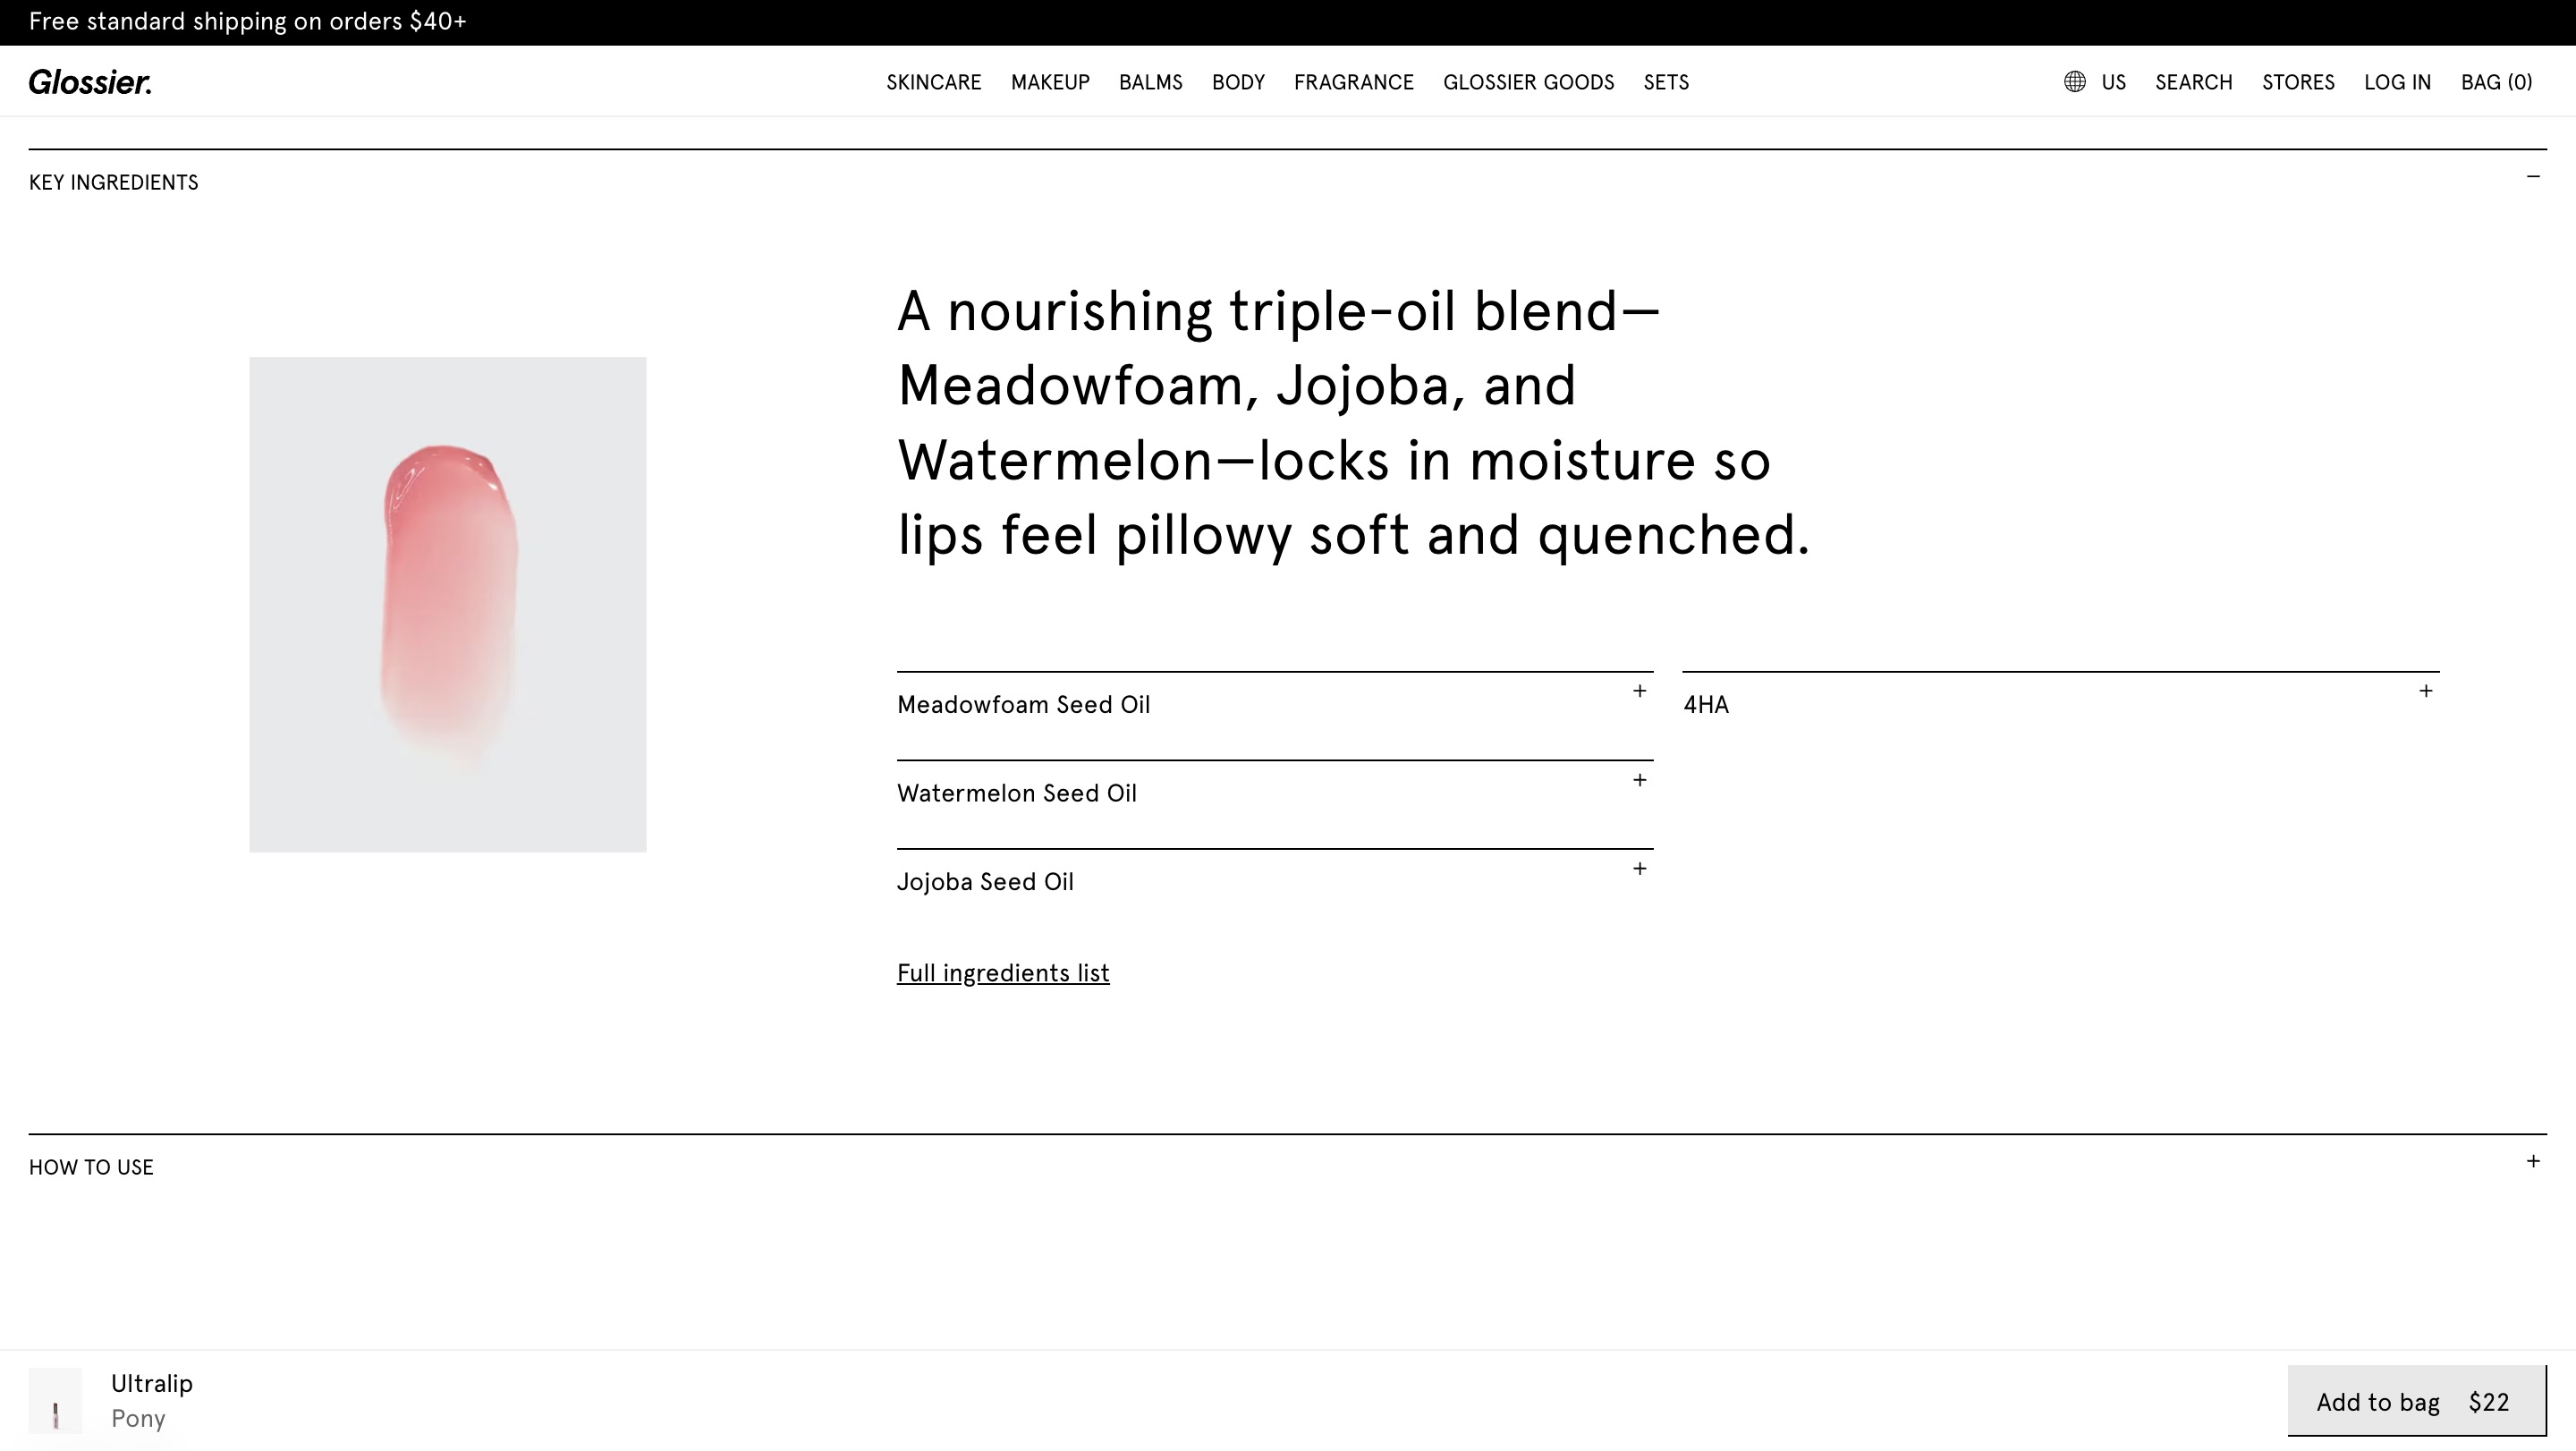 Free standard shipping on orders $40+
Glossier.
SKINCARE MAKEUP BALMS BODY FRAGRANCE GLOSSIER GOODS SETS
US SEARCH STORES LOG IN BAG (0)
KEY INGREDIENTS −
A nourishing triple-oil blend—
Meadowfoam, Jojoba, and
Watermelon—locks in moisture so
lips feel pillowy soft and quenched.
Meadowfoam Seed Oil +
4HA +
Watermelon Seed Oil +
Jojoba Seed Oil +
Full ingredients list
HOW TO USE +
Ultralip
Pony
Add to bag $22